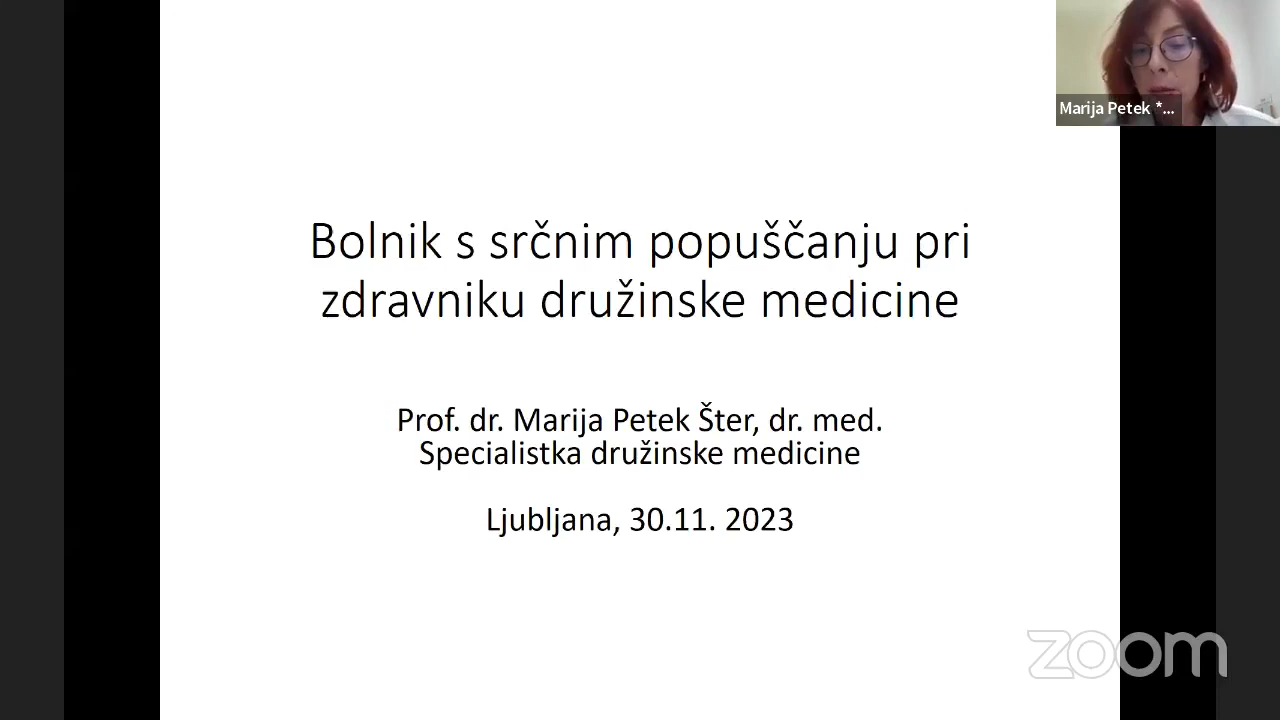 Marija Petek *...
Bolnik s srčnim popuščanju pri
zdravniku družinske medicine
Prof. dr. Marija Petek Šter, dr. med.
Specialistka družinske medicine
Ljubljana, 30.11. 2023
zoom